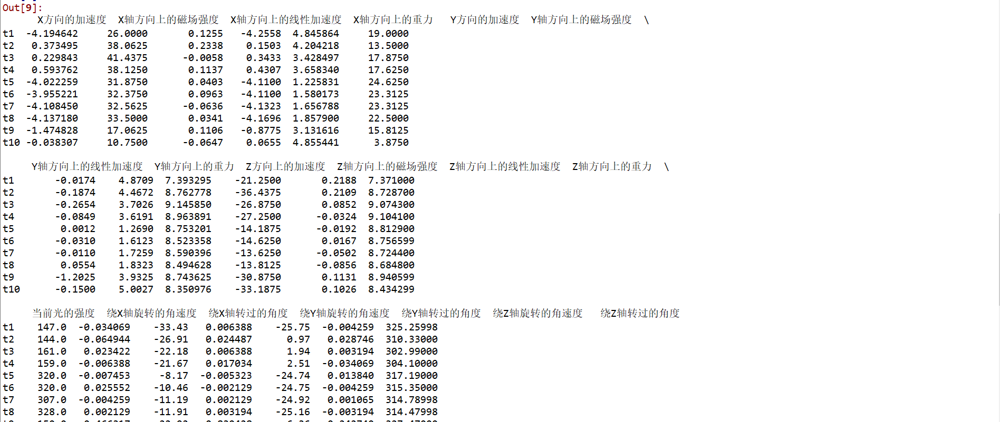 Out[9]:
X方向的加速度 X轴方向上的磁场强度 X轴方向上的线性加速度 X轴方向上的重力 Y方向的加速度 Y轴方向上的磁场强度 \
t1 -4.194642 26.0000 0.1255 -4.2558 4.845864 19.0000
t2 0.373495 38.0625 0.2338 0.1503 4.204218 13.5000
t3 0.229843 41.4375 -0.0058 0.3433 3.428497 17.8750
t4 0.593762 38.1250 0.1137 0.4307 3.658340 17.6250
t5 -4.022259 31.8750 0.0403 -4.1100 1.225831 24.6250
t6 -3.955221 32.3750 0.0963 -4.1100 1.580173 23.3125
t7 -4.108450 32.5625 -0.0636 -4.1323 1.656788 23.3125
t8 -4.137180 33.5000 0.0341 -4.1696 1.857900 22.5000
t9 -1.474828 17.0625 0.1106 -0.8775 3.131616 15.8125
t10 -0.038307 10.7500 -0.0647 0.0655 4.855441 3.8750
Y轴方向上的线性加速度 Y轴方向上的重力 Z方向上的加速度 Z轴方向上的磁场强度 Z轴方向上的线性加速度 Z轴方向上的重力 \
t1 -0.0174 4.8709 7.393295 -21.2500 0.2188 7.371000
t2 -0.1874 4.4672 8.762778 -36.4375 0.2109 8.728700
t3 -0.2654 3.7026 9.145850 -26.8750 0.0852 9.074300
t4 -0.0849 3.6191 8.963891 -27.2500 -0.0324 9.104100
t5 0.0012 1.2690 8.753201 -14.1875 -0.0192 8.812900
t6 -0.0310 1.6123 8.523358 -14.6250 0.0167 8.756599
t7 -0.0110 1.7259 8.590396 -13.6250 -0.0502 8.724400
t8 0.0554 1.8323 8.494628 -13.8125 -0.0856 8.684800
t9 -1.2025 3.9325 8.743625 -30.8750 0.1131 8.940599
t10 -0.1500 5.0027 8.350976 -33.1875 0.1026 8.434299
当前光的强度 绕X轴旋转的角速度 绕X轴转过的角度 绕Y轴旋转的角速度 绕Y轴转过的角度 绕Z轴旋转的角速度 绕Z轴转过的角度
t1 147.0 -0.034069 -33.43 0.006388 -25.75 -0.004259 325.25998
t2 144.0 -0.064944 -26.91 0.024487 0.97 0.028746 310.33000
t3 161.0 0.023422 -22.18 0.006388 1.94 0.003194 302.99000
t4 159.0 -0.006388 -21.67 0.017034 2.51 -0.034069 304.10000
t5 320.0 -0.007453 -8.17 -0.005323 -24.74 0.013840 317.19000
t6 320.0 0.025552 -10.46 -0.002129 -24.75 -0.004259 315.35000
t7 307.0 -0.004259 -11.19 0.002129 -24.92 0.001065 314.78998
t8 328.0 0.002129 -11.91 0.003194 -25.16 -0.003194 314.47998